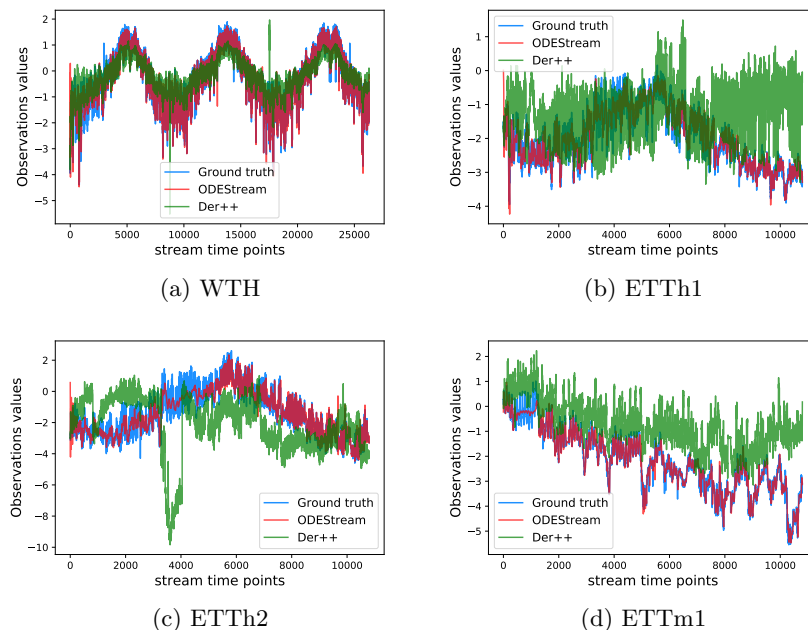 2
1
0
−1
−2
−3
−4
−5
Observations values
Ground truth
ODEStream
Der++
0 5000 10000 15000 20000 25000
stream time points
(a) WTH
1
0
−1
−2
−3
−4
Observations values
Ground truth
ODEStream
Der++
0 2000 4000 6000 8000 10000
stream time points
(b) ETTh1
2
0
−2
−4
−6
−8
−10
Observations values
Ground truth
ODEStream
Der++
0 2000 4000 6000 8000 10000
stream time points
(c) ETTh2
2
1
0
−1
−2
−3
−4
−5
Observations values
Ground truth
ODEStream
Der++
0 2000 4000 6000 8000 10000
stream time points
(d) ETTm1